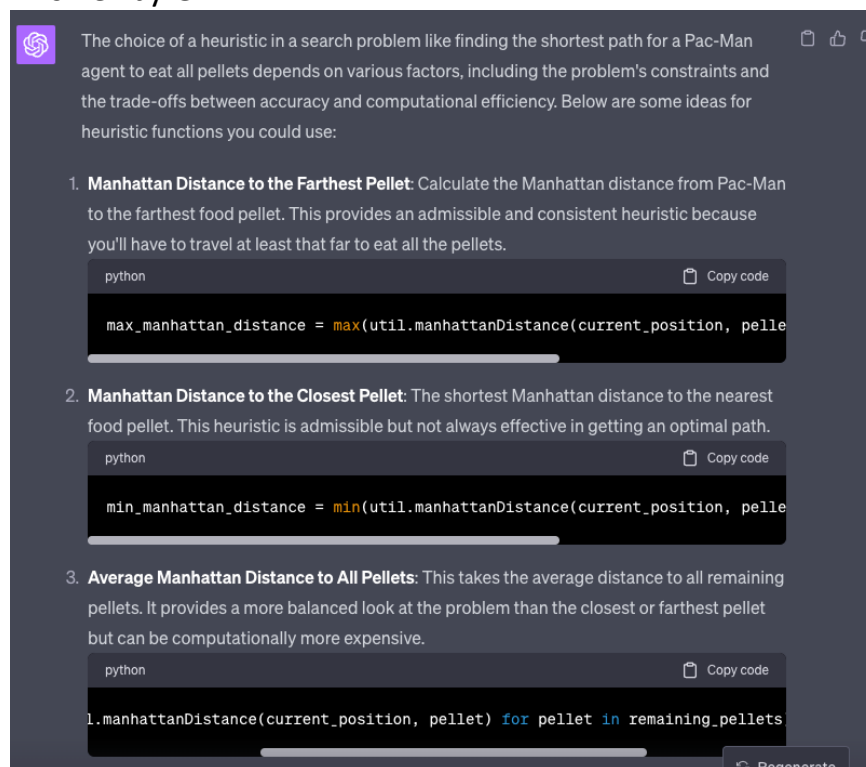 The choice of a heuristic in a search problem like finding the shortest path for a Pac-Man
agent to eat all pellets depends on various factors, including the problem's constraints and
the trade-offs between accuracy and computational efficiency. Below are some ideas for
heuristic functions you could use:
1. Manhattan Distance to the Farthest Pellet: Calculate the Manhattan distance from Pac-Man
to the farthest food pellet. This provides an admissible and consistent heuristic because
you'll have to travel at least that far to eat all the pellets.
python Copy code
max_manhattan_distance = max(util.manhattanDistance(current_position, pelle
2. Manhattan Distance to the Closest Pellet: The shortest Manhattan distance to the nearest
food pellet. This heuristic is admissible but not always effective in getting an optimal path.
python Copy code
min_manhattan_distance = min(util.manhattanDistance(current_position, pelle
3. Average Manhattan Distance to All Pellets: This takes the average distance to all remaining
pellets. It provides a more balanced look at the problem than the closest or farthest pellet
but can be computationally more expensive.
python Copy code
l.manhattanDistance(current_position, pellet) for pellet in remaining_pellets
Regenerate